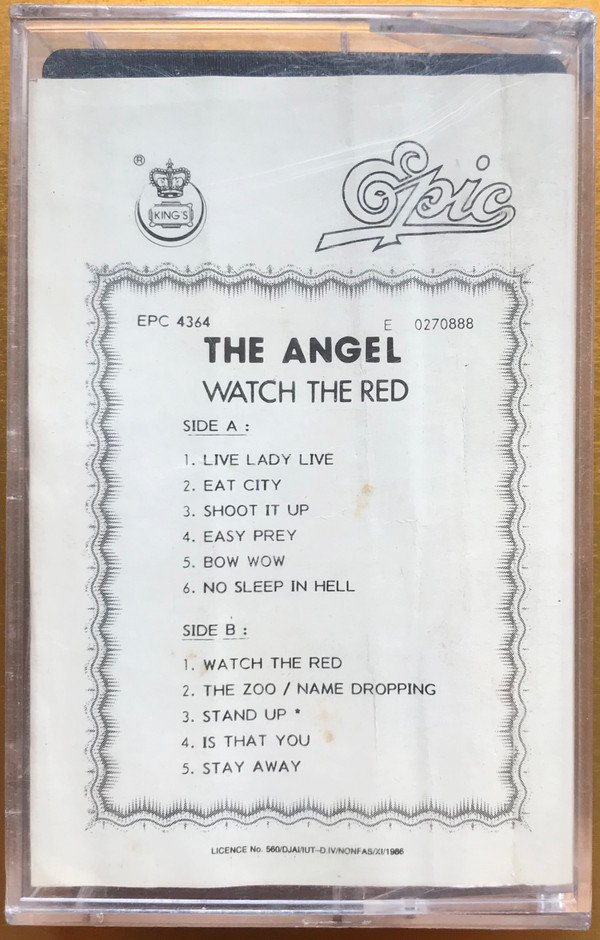 ®
KING'S
Epic
EPC 4364 E 0270888
THE ANGEL
WATCH THE RED
SIDE A :
1. LIVE LADY LIVE
2. EAT CITY
3. SHOOT IT UP
4. EASY PREY
5. BOW WOW
6. NO SLEEP IN HELL
SIDE B :
1. WATCH THE RED
2. THE ZOO / NAME DROPPING
3. STAND UP *
4. IS THAT YOU
5. STAY AWAY
LICENCE No. 560/DJAI/IUT-D.IV/NONFAS/XI/1986